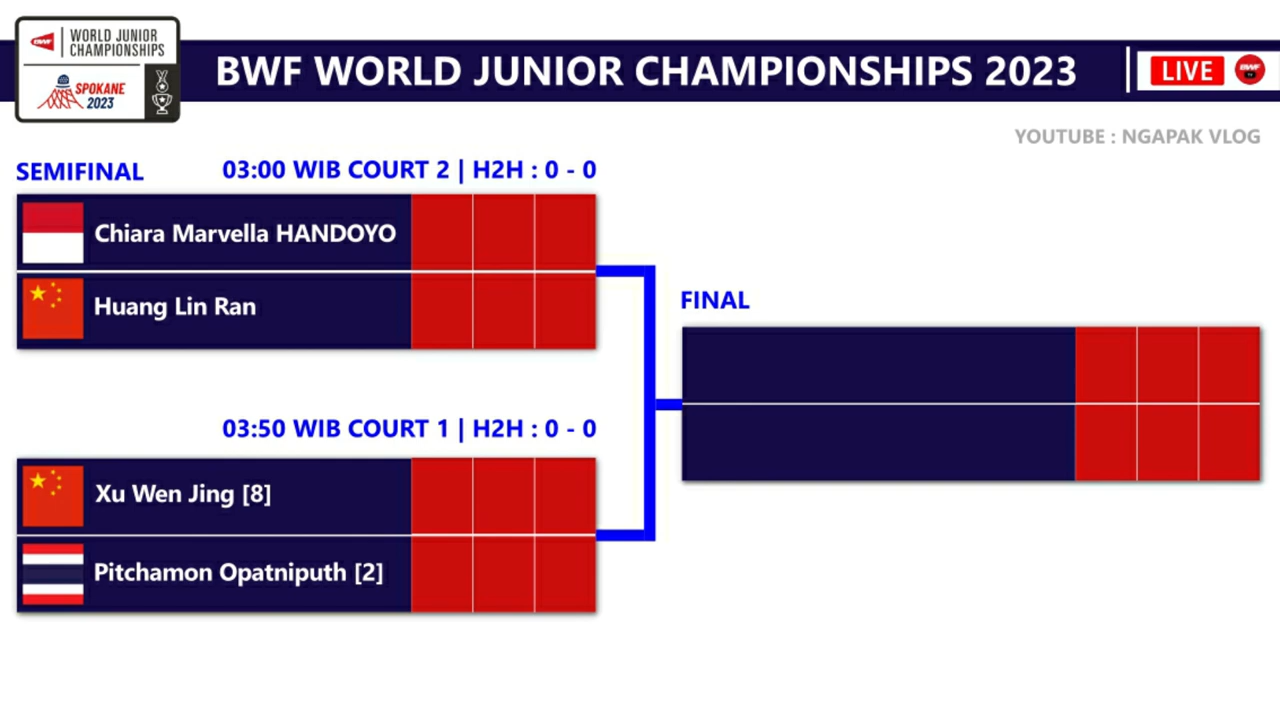 BWF WORLD JUNIOR
CHAMPIONSHIPS
SPOKANE
2023
BWF WORLD JUNIOR CHAMPIONSHIPS 2023
LIVE
BWF
YOUTUBE : NGAPAK VLOG
SEMIFINAL
03:00 WIB COURT 2 | H2H : 0 - 0
Chiara Marvella HANDOYO
Huang Lin Ran
FINAL
03:50 WIB COURT 1 | H2H : 0 - 0
Xu Wen Jing [8]
Pitchamon Opatniputh [2]